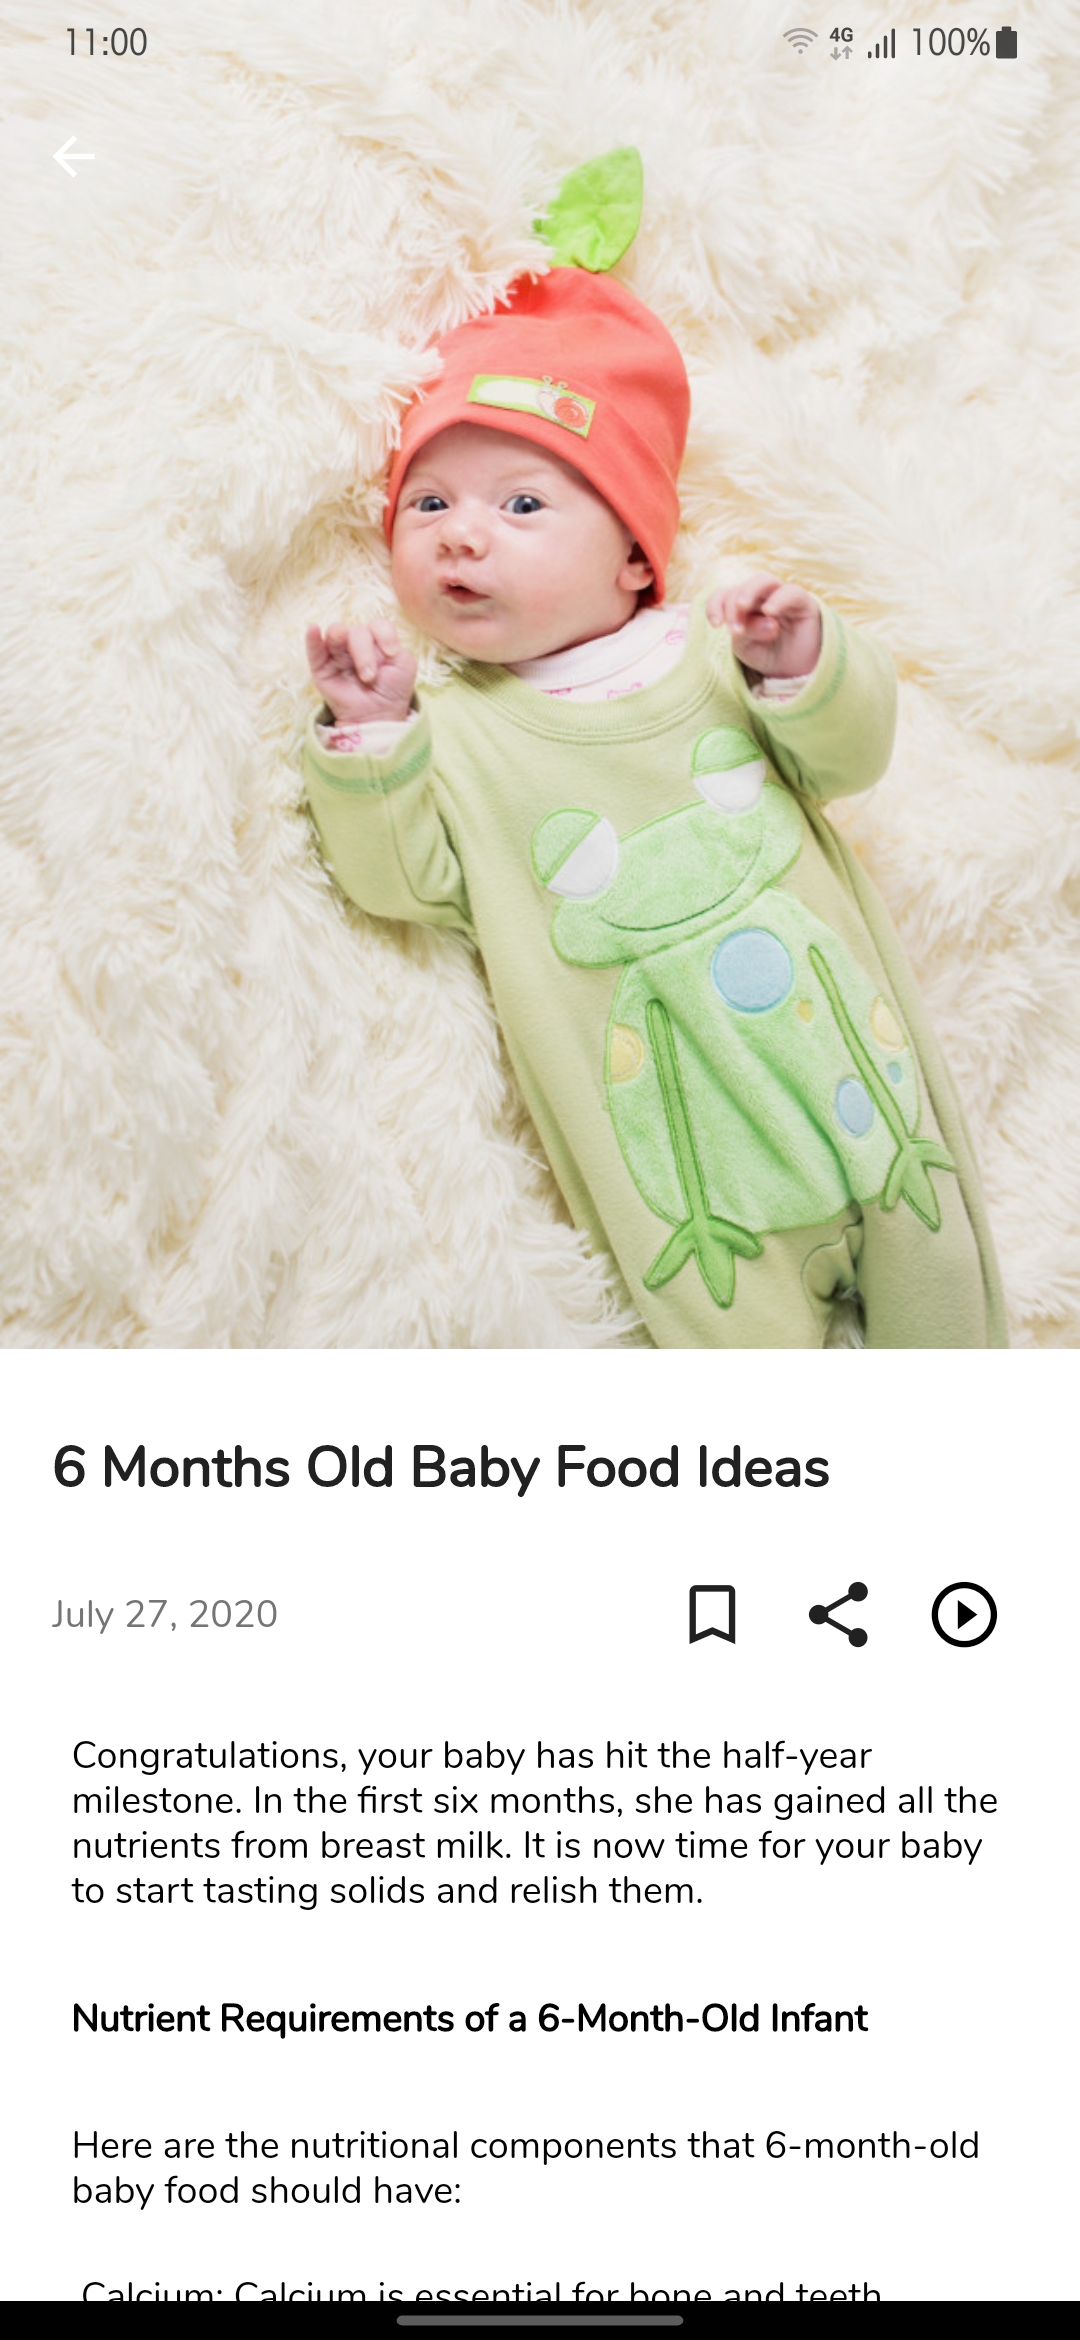 11:00
4G
100%
6 Months Old Baby Food Ideas
July 27, 2020
Congratulations, your baby has hit the half-year
milestone. In the first six months, she has gained all the
nutrients from breast milk. It is now time for your baby
to start tasting solids and relish them.
Nutrient Requirements of a 6-Month-Old Infant
Here are the nutritional components that 6-month-old
baby food should have:
Calcium: Calcium is essential for bone and teeth